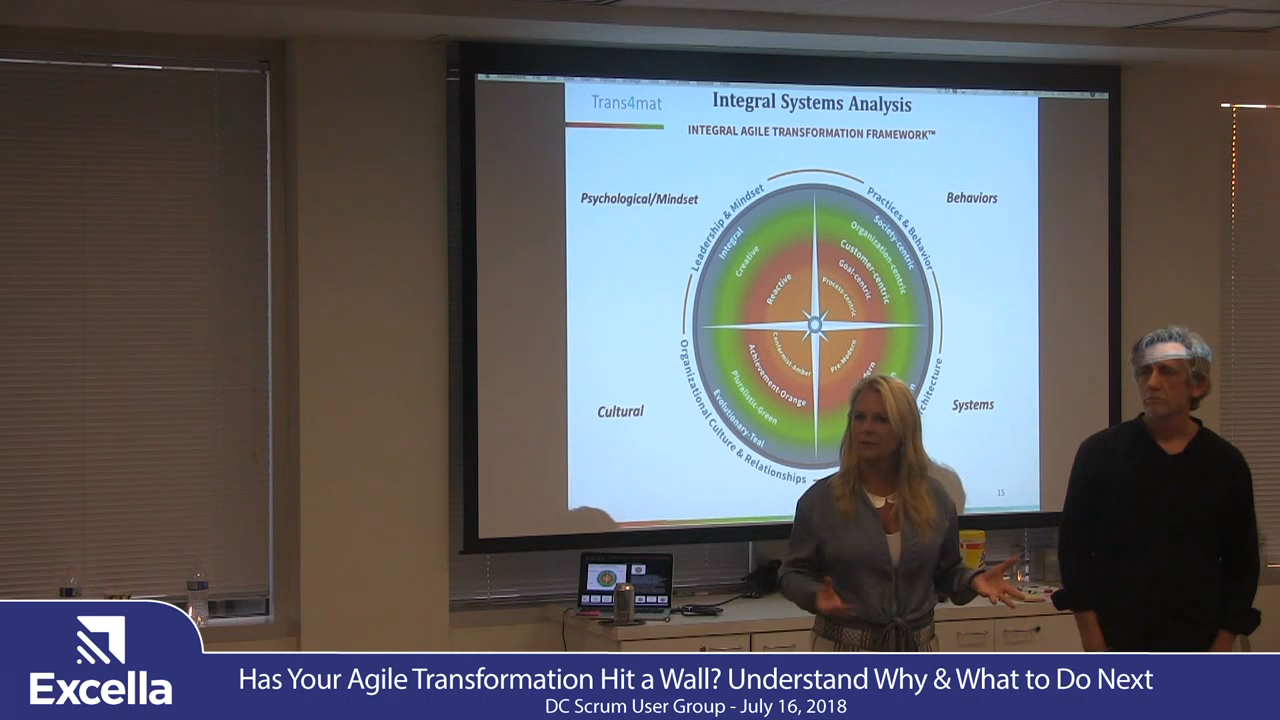 Trans4mat
Integral Systems Analysis
INTEGRAL AGILE TRANSFORMATION FRAMEWORK™
Psychological/Mindset
Behaviors
Leadership & Mindset
Practices & Behavior
Integral
Creative
Reactive
Society-centric
Organization-centric
Customer-centric
Goal-centric
Process-centric
Conformist-Amber
Achievement-Orange
Pluralistic-Green
Evolutionary-Teal
Pre-Modern
Organizational Culture & Relationships
Cultural
Systems
15
Excella
Has Your Agile Transformation Hit a Wall? Understand Why & What to Do Next
DC Scrum User Group - July 16, 2018